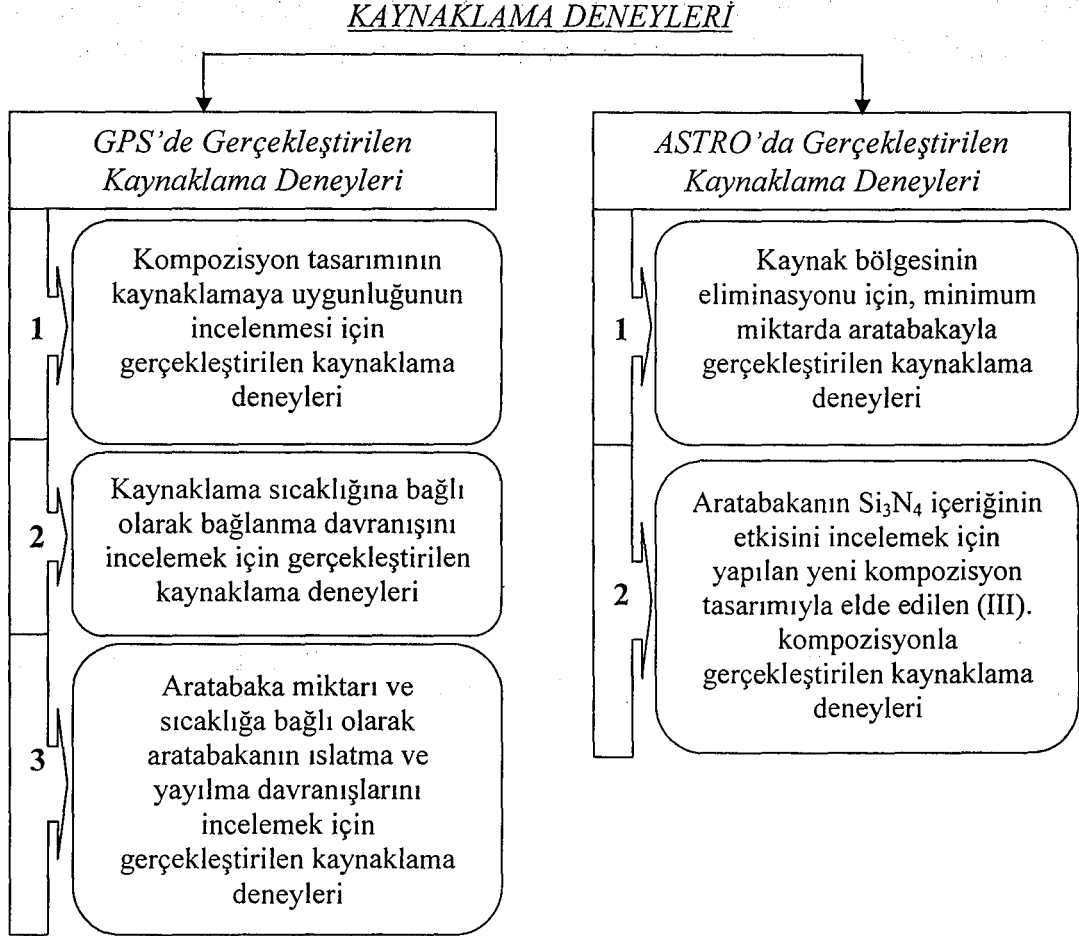 KAYNAKLAMA DENEYLERİ
GPS'de Gerçekleştirilen
Kaynaklama Deneyleri
1
Kompozisyon tasarımının
kaynaklamaya uygunluğunun
incelenmesi için
gerçekleştirilen kaynaklama
deneyleri
2
Kaynaklama sıcaklığına bağlı
olarak bağlanma davranışını
incelemek için gerçekleştirilen
kaynaklama deneyleri
3
Aratabaka miktarı ve
sıcaklığa bağlı olarak
aratabakanın ıslatma ve
yayılma davranışlarını
incelemek için
gerçekleştirilen kaynaklama
deneyleri
ASTRO'da Gerçekleştirilen
Kaynaklama Deneyleri
1
Kaynak bölgesinin
eliminasyonu için, minimum
miktarda aratabakayla
gerçekleştirilen kaynaklama
deneyleri
2
Aratabakanın Si₃N₄ içeriğinin
etkisini incelemek için
yapılan yeni kompozisyon
tasarımıyla elde edilen (III).
kompozisyonla
gerçekleştirilen kaynaklama
deneyleri